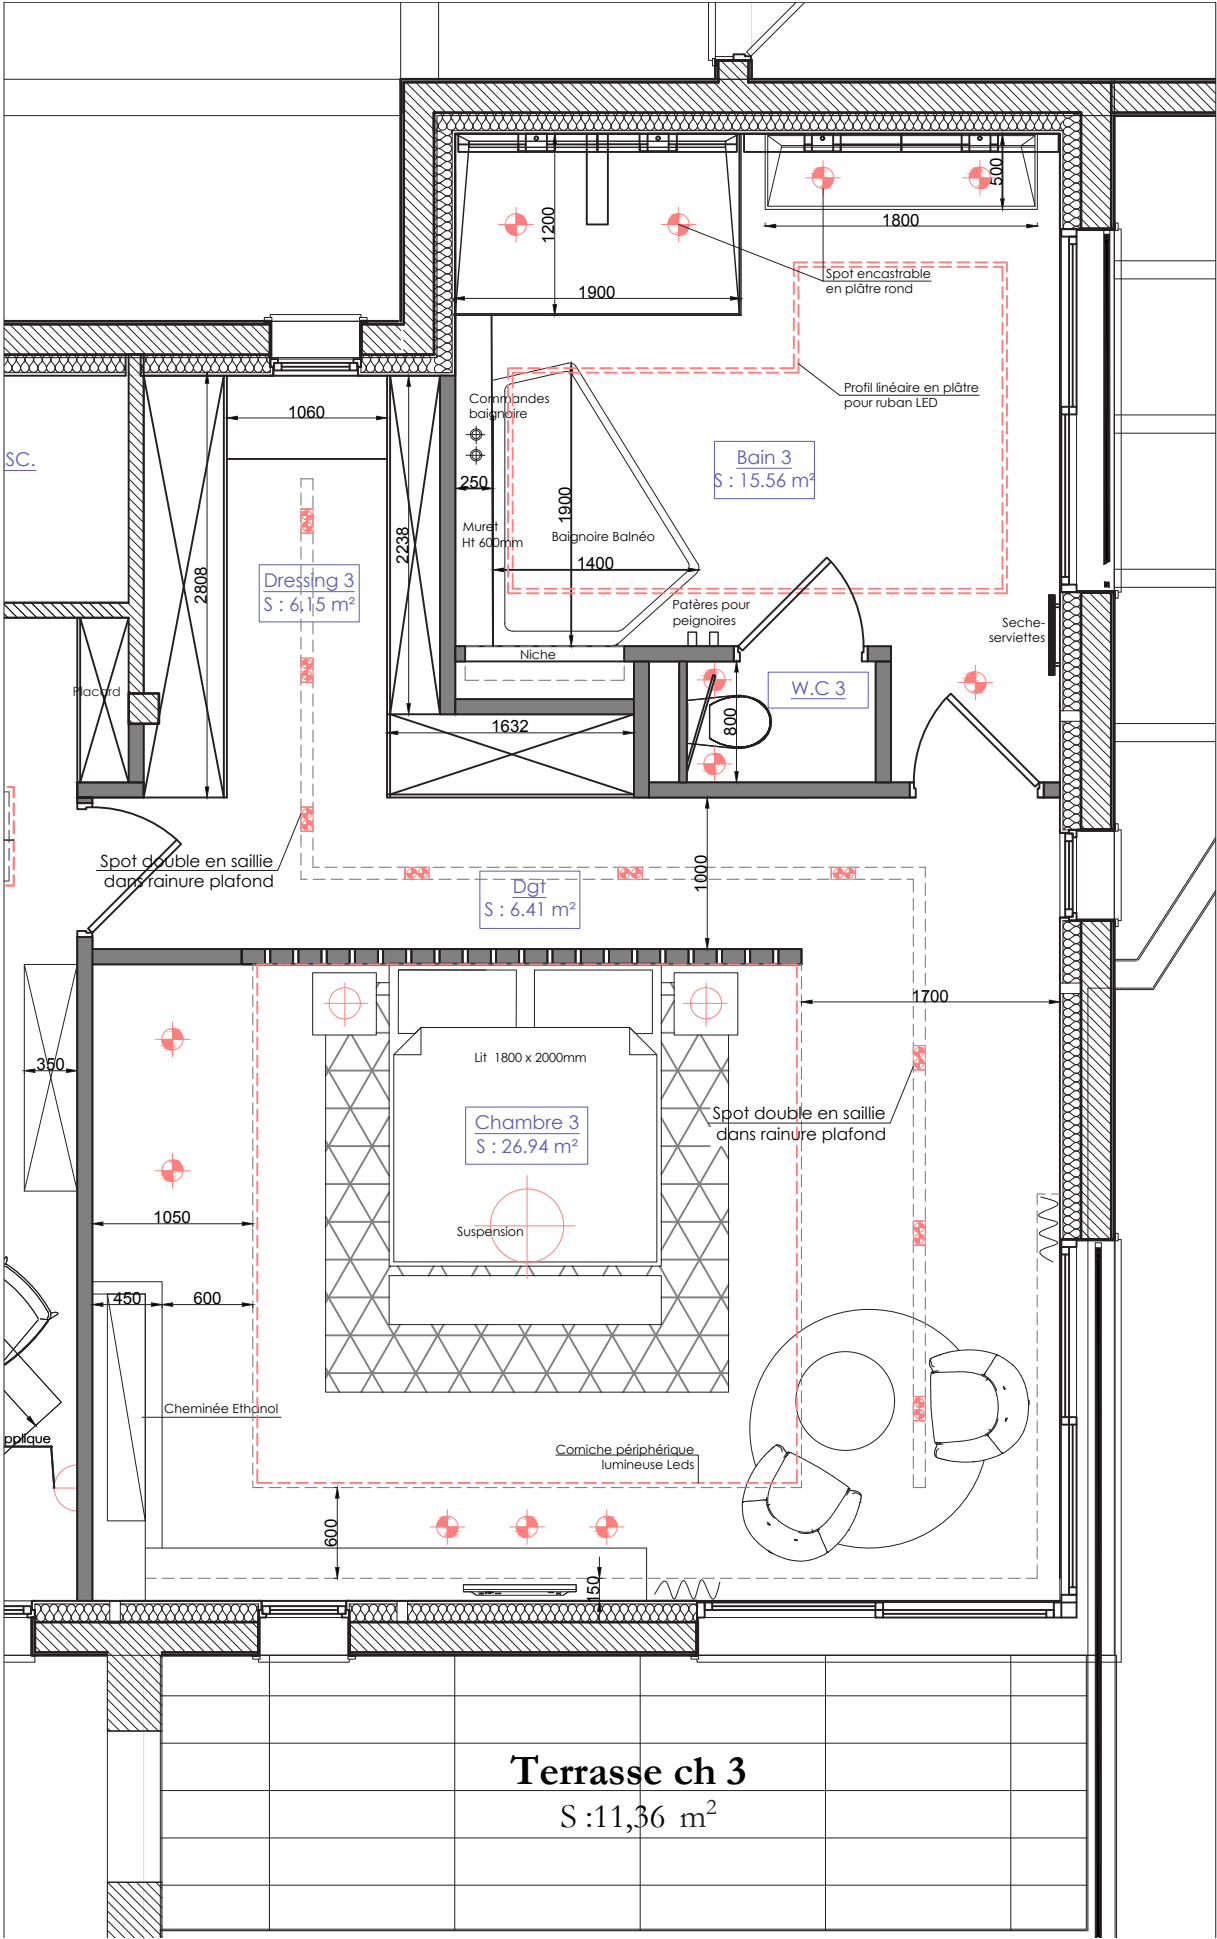 500
1200
1800
Spot encastrable
en plâtre rond
1900
Profil linéaire en plâtre
pour ruban LED
Commandes
baignoire
1060
SC.
Bain 3
S : 15.56 m²
250
1900
Muret
Ht 600mm
Baignoire Balnéo
2238
1400
2808
Dressing 3
S : 6.15 m²
Patères pour
peignoires
Seche-
serviettes
Niche
Placard
W.C 3
800
1632
Spot double en saillie
dans rainure plafond
1000
Dgt
S : 6.41 m²
1700
350
Lit 1800 x 2000mm
Chambre 3
S : 26.94 m²
Spot double en saillie
dans rainure plafond
1050
Suspension
450
600
Cheminée Ethanol
pplique
Corniche périphérique
lumineuse Leds
600
150
Terrasse ch 3
S :11,36 m²